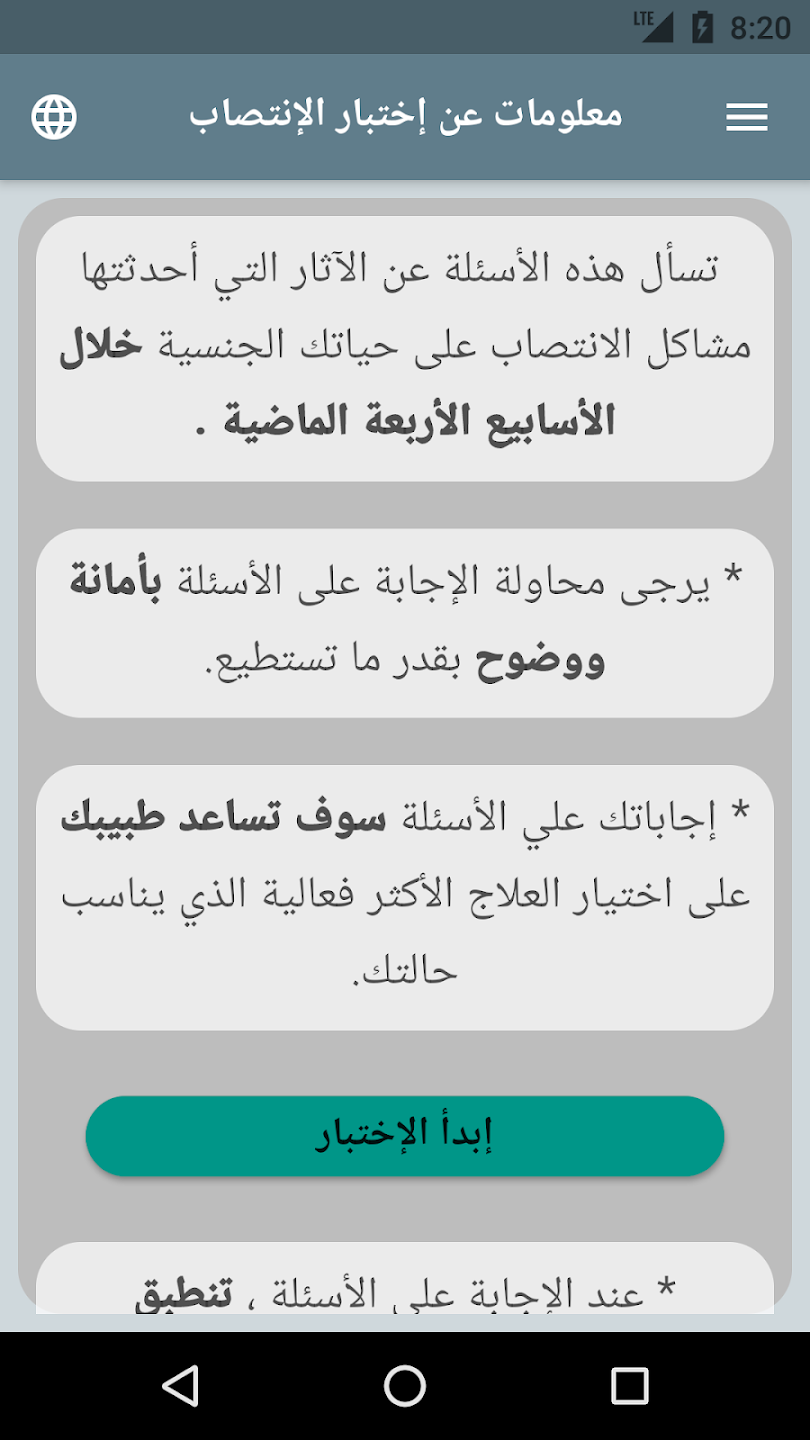 LTE 8:20
معلومات عن إختبار الإنتصاب
تسأل هذه الأسئلة عن الآثار التي أحدثتها
مشاكل الانتصاب على حياتك الجنسية خلال
الأسابيع الأربعة الماضية .
* يرجى محاولة الإجابة على الأسئلة بأمانة
ووضوح بقدر ما تستطيع.
* إجاباتك علي الأسئلة سوف تساعد طبيبك
على اختيار العلاج الأكثر فعالية الذي يناسب
حالتك.
إبدأ الإختبار
* عند الإجابة على الأسئلة ، تنطبق